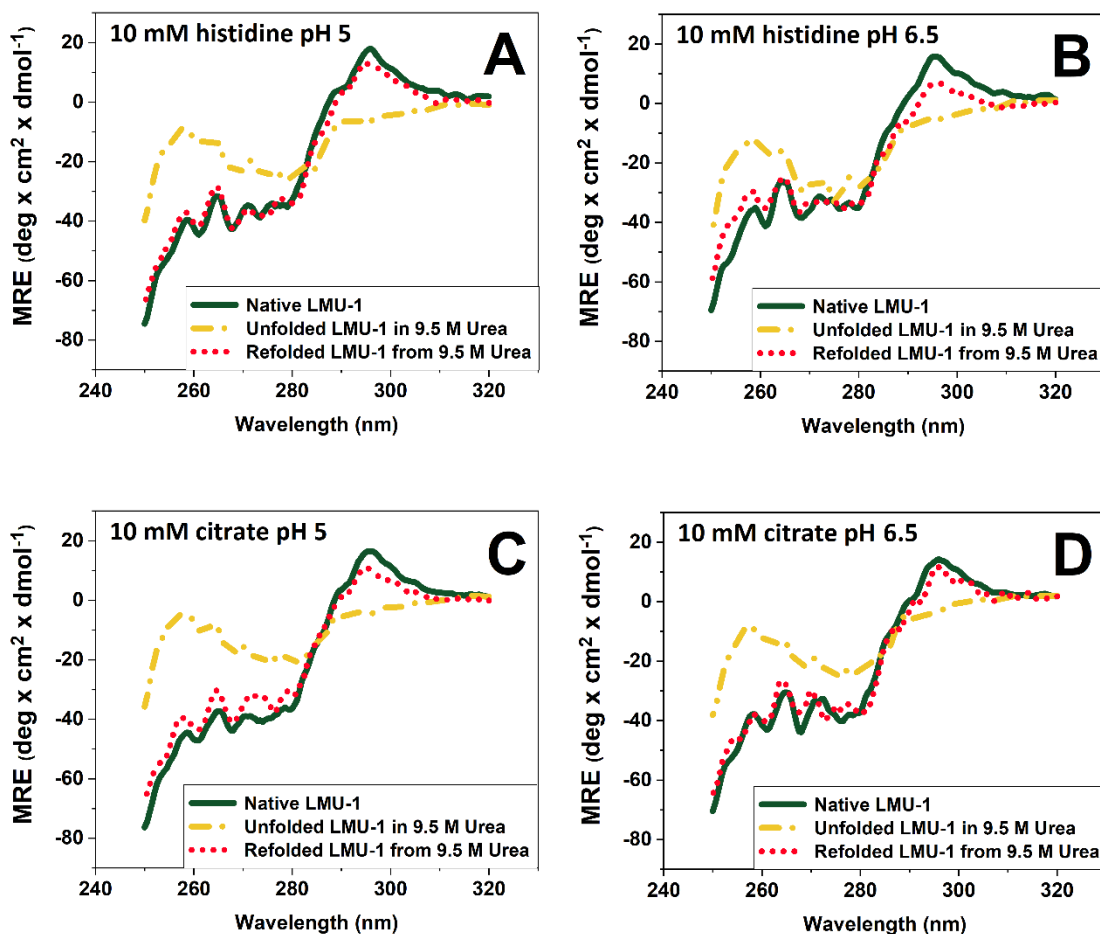 10 mM histidine pH 5
A
MRE (deg x cm² x dmol⁻¹)
20
0
-20
-40
-60
-80
Native LMU-1
Unfolded LMU-1 in 9.5 M Urea
Refolded LMU-1 from 9.5 M Urea
240 260 280 300 320
Wavelength (nm)
10 mM histidine pH 6.5
B
MRE (deg x cm² x dmol⁻¹)
20
0
-20
-40
-60
-80
Native LMU-1
Unfolded LMU-1 in 9.5 M Urea
Refolded LMU-1 from 9.5 M Urea
240 260 280 300 320
Wavelength (nm)
10 mM citrate pH 5
C
MRE (deg x cm² x dmol⁻¹)
20
0
-20
-40
-60
-80
Native LMU-1
Unfolded LMU-1 in 9.5 M Urea
Refolded LMU-1 from 9.5 M Urea
240 260 280 300 320
Wavelength (nm)
10 mM citrate pH 6.5
D
MRE (deg x cm² x dmol⁻¹)
20
0
-20
-40
-60
-80
Native LMU-1
Unfolded LMU-1 in 9.5 M Urea
Refolded LMU-1 from 9.5 M Urea
240 260 280 300 320
Wavelength (nm)